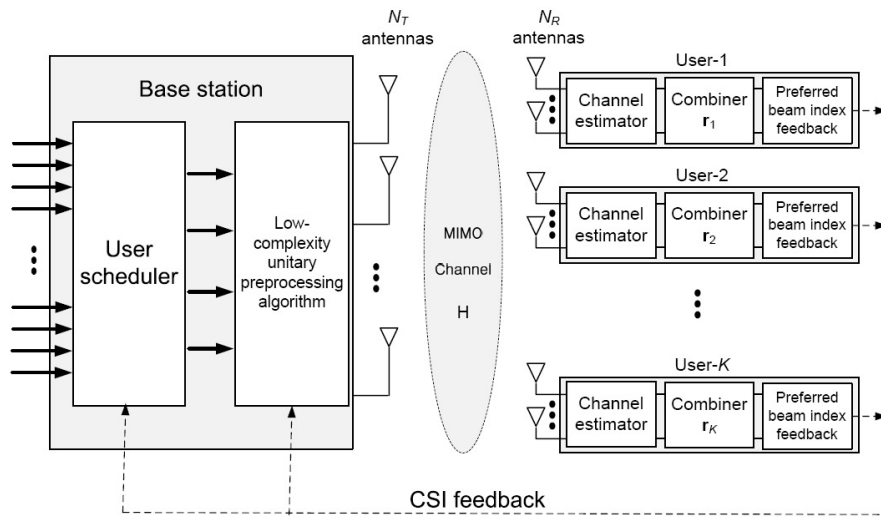 N_T
antennas
N_R
antennas
Base station
User
scheduler
Low-
complexity
unitary
preprocessing
algorithm
MIMO
Channel
H
User-1
Channel
estimator
Combiner
r₁
Preferred
beam index
feedback
User-2
Channel
estimator
Combiner
r₂
Preferred
beam index
feedback
User-K
Channel
estimator
Combiner
r_K
Preferred
beam index
feedback
CSI feedback